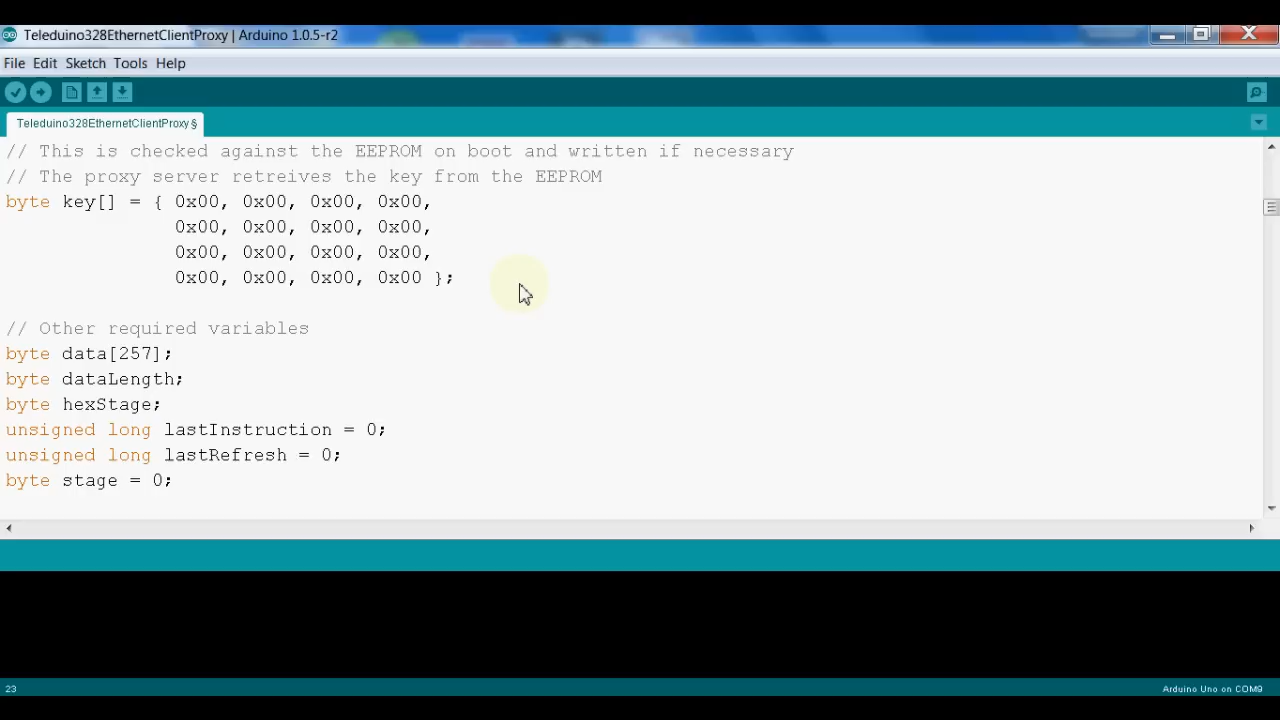 Teleduino328EthernetClientProxy | Arduino 1.0.5-r2
File Edit Sketch Tools Help
Teleduino328EthernetClientProxy §
// This is checked against the EEPROM on boot and written if necessary
// The proxy server retreives the key from the EEPROM
byte key[] = { 0x00, 0x00, 0x00, 0x00,
0x00, 0x00, 0x00, 0x00,
0x00, 0x00, 0x00, 0x00,
0x00, 0x00, 0x00, 0x00 };
// Other required variables
byte data[257];
byte dataLength;
byte hexStage;
unsigned long lastInstruction = 0;
unsigned long lastRefresh = 0;
byte stage = 0;
23
Arduino Uno on COM9